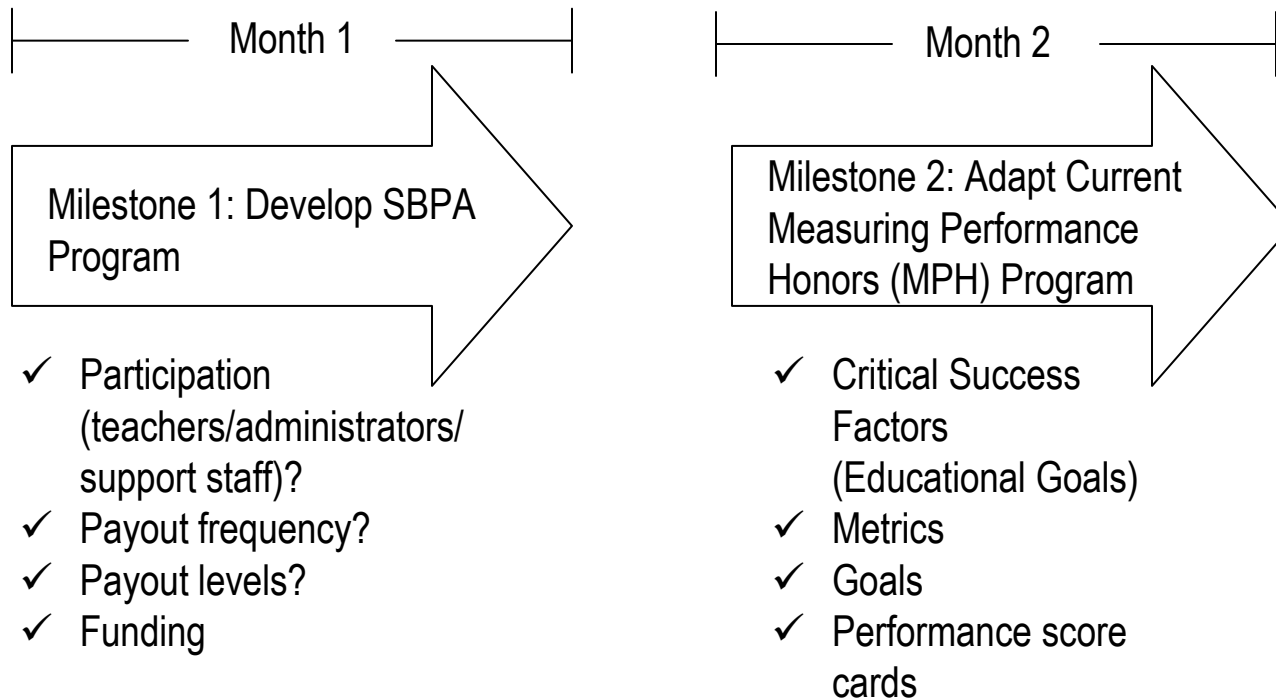 Month 1
Milestone 1: Develop SBPA
Program
✓ Participation
(teachers/administrators/
support staff)?
✓ Payout frequency?
✓ Payout levels?
✓ Funding
Month 2
Milestone 2: Adapt Current
Measuring Performance
Honors (MPH) Program
✓ Critical Success
Factors
(Educational Goals)
✓ Metrics
✓ Goals
✓ Performance score
cards